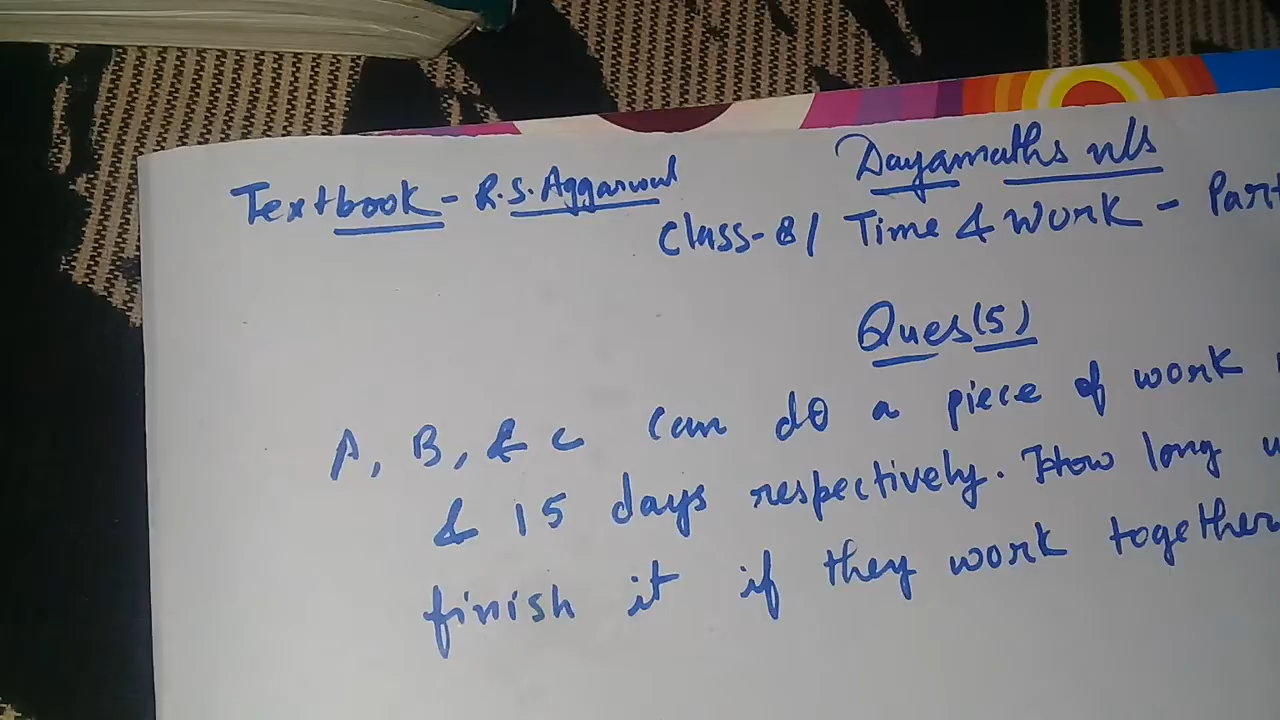 Dayamaths nls
Textbook - R.S. Aggarwal
Class-8/ Time & Work - Part
Ques(5)
A, B, & C can do a piece of work
& 15 days respectively. How long
finish it if they work together